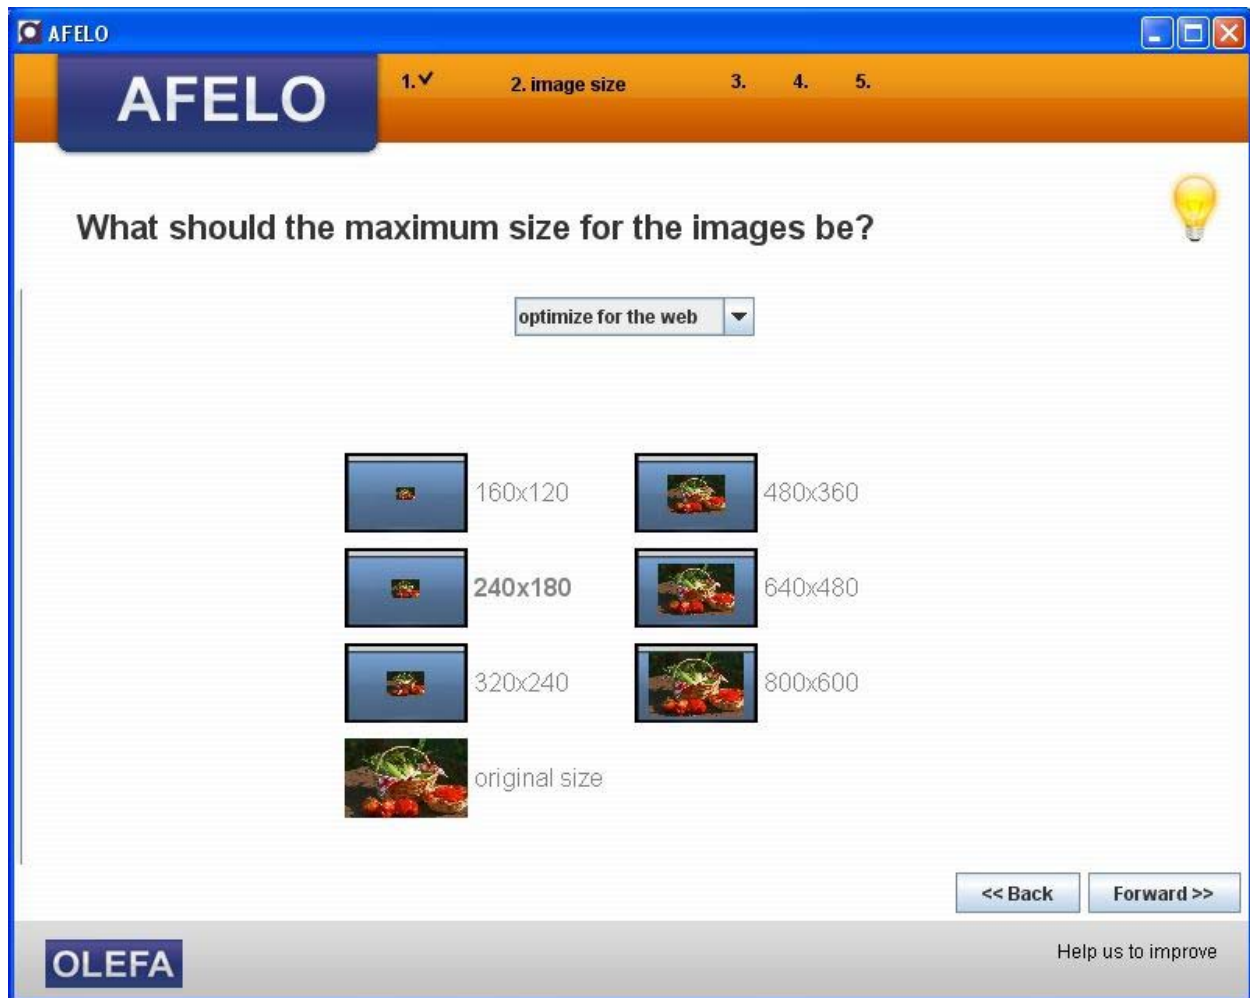 AFELO
AFELO
1.✓ 2. image size 3. 4. 5.
What should the maximum size for the images be?
optimize for the web
160x120 480x360
240x180 640x480
320x240 800x600
original size
<< Back Forward >>
OLEFA Help us to improve